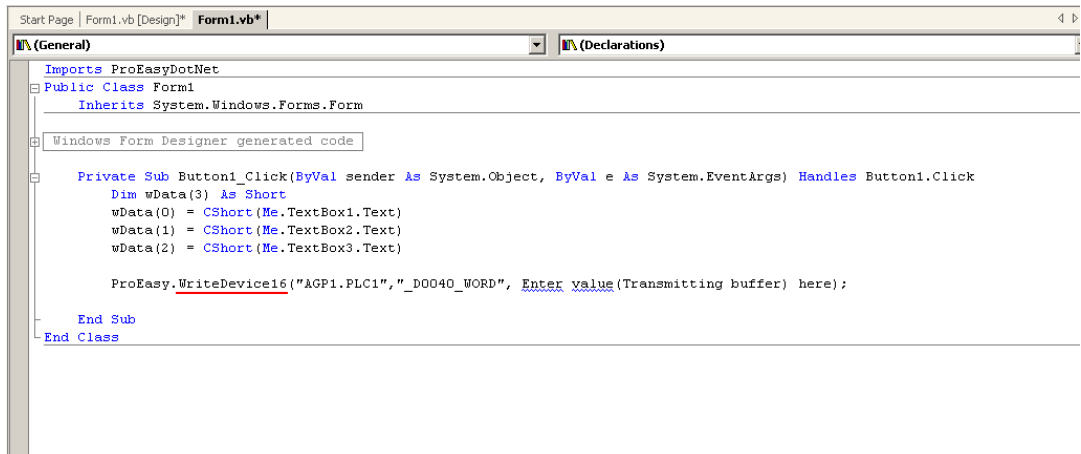 Start Page Form1.vb [Design]* Form1.vb*
(General) (Declarations)
Imports ProEasyDotNet
Public Class Form1
Inherits System.Windows.Forms.Form
Windows Form Designer generated code
Private Sub Button1_Click(ByVal sender As System.Object, ByVal e As System.EventArgs) Handles Button1.Click
Dim wData(3) As Short
wData(0) = CShort(Me.TextBox1.Text)
wData(1) = CShort(Me.TextBox2.Text)
wData(2) = CShort(Me.TextBox3.Text)
ProEasy.WriteDevice16("AGP1.PLC1","_D0040_WORD", Enter value(Transmitting buffer) here);
End Sub
End Class